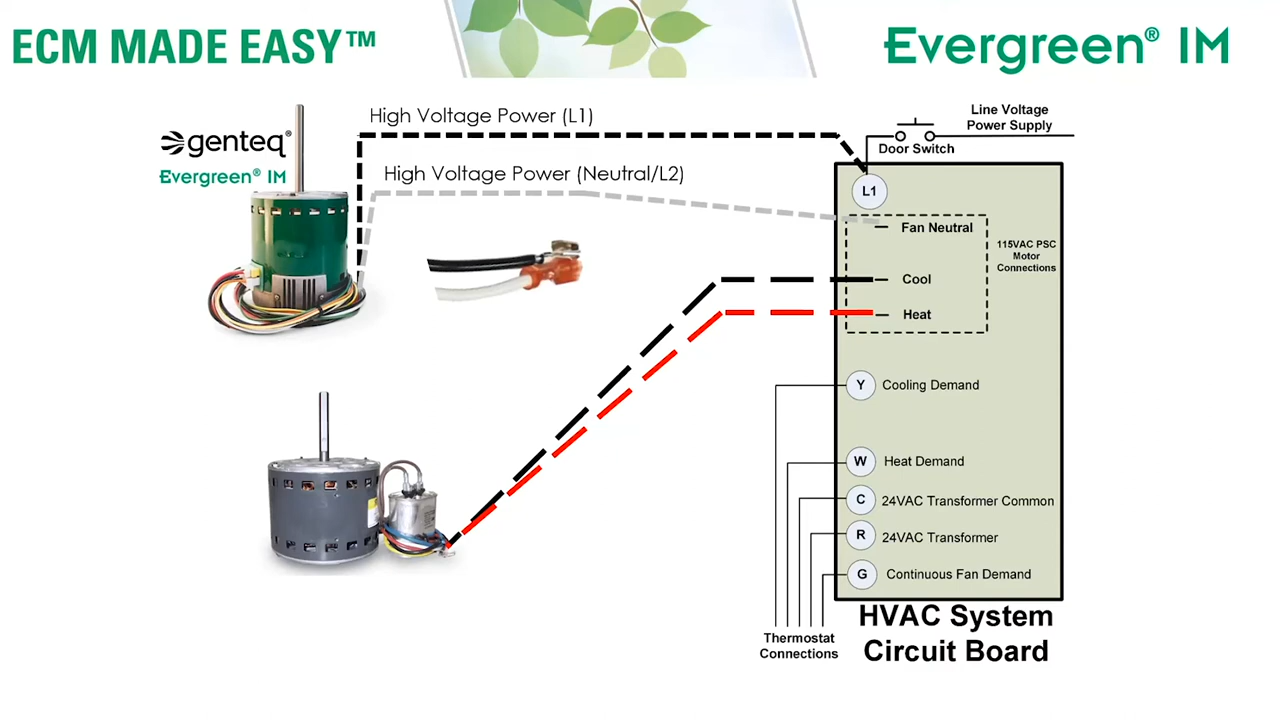 ECM MADE EASY™
Evergreen® IM
genteq®
Evergreen® IM
High Voltage Power (L1)
High Voltage Power (Neutral/L2)
Line Voltage
Power Supply
Door Switch
L1
Fan Neutral
Cool
Heat
115VAC PSC
Motor
Connections
Y Cooling Demand
W Heat Demand
C 24VAC Transformer Common
R 24VAC Transformer
G Continuous Fan Demand
Thermostat
Connections
HVAC System
Circuit Board